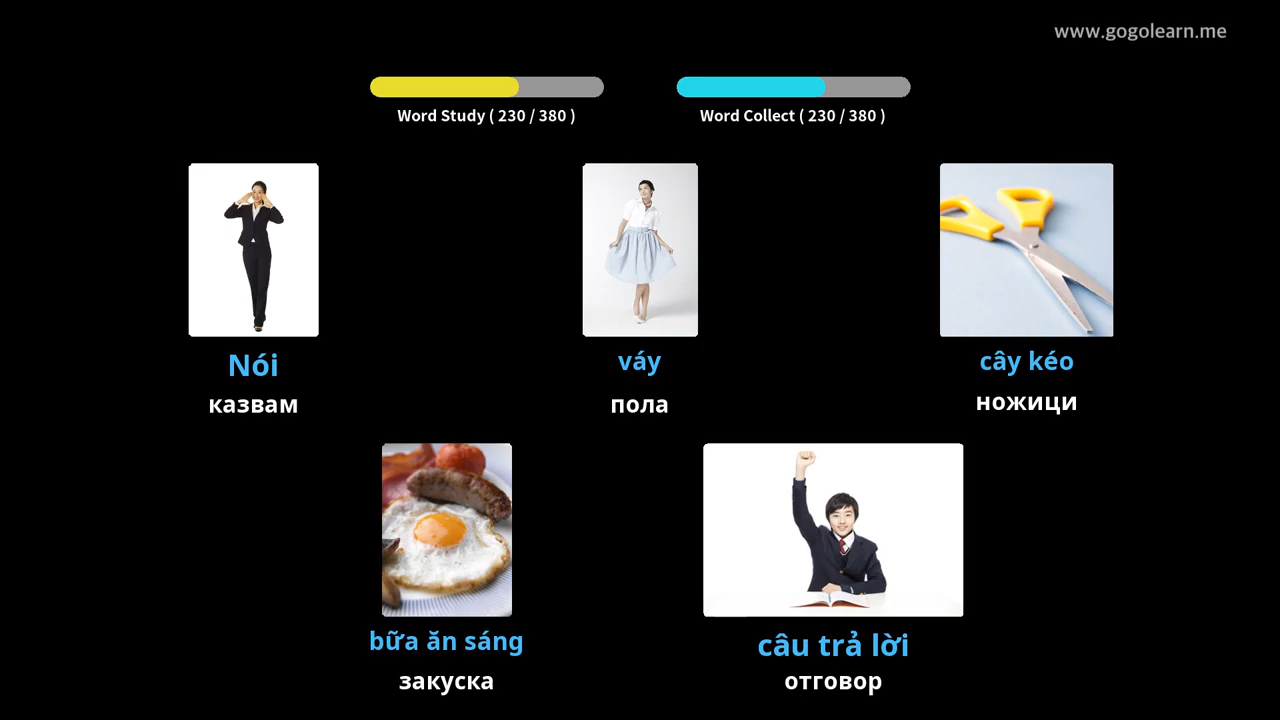 www.gogolearn.me
Word Study ( 230 / 380 )
Word Collect ( 230 / 380 )
Nói
казвам
váy
пола
cây kéo
ножици
bữa ăn sáng
закуска
câu trả lời
отговор